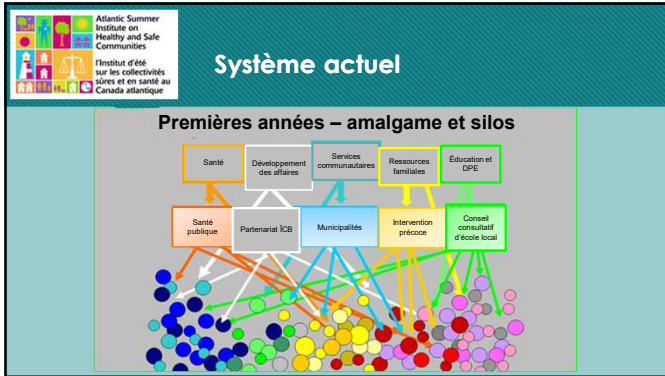 Atlantic Summer
Institute on
Healthy and Safe
Communities
l'Institut d'été
sur les collectivités
sûres et en santé au
Canada atlantique
Système actuel
Premières années – amalgame et silos
Santé
Développement
des affaires
Services
communautaires
Ressources
familiales
Éducation et
DPE
Santé
publique
Partenariat ÎCB
Municipalités
Intervention
précoce
Conseil
consultatif
d'école local